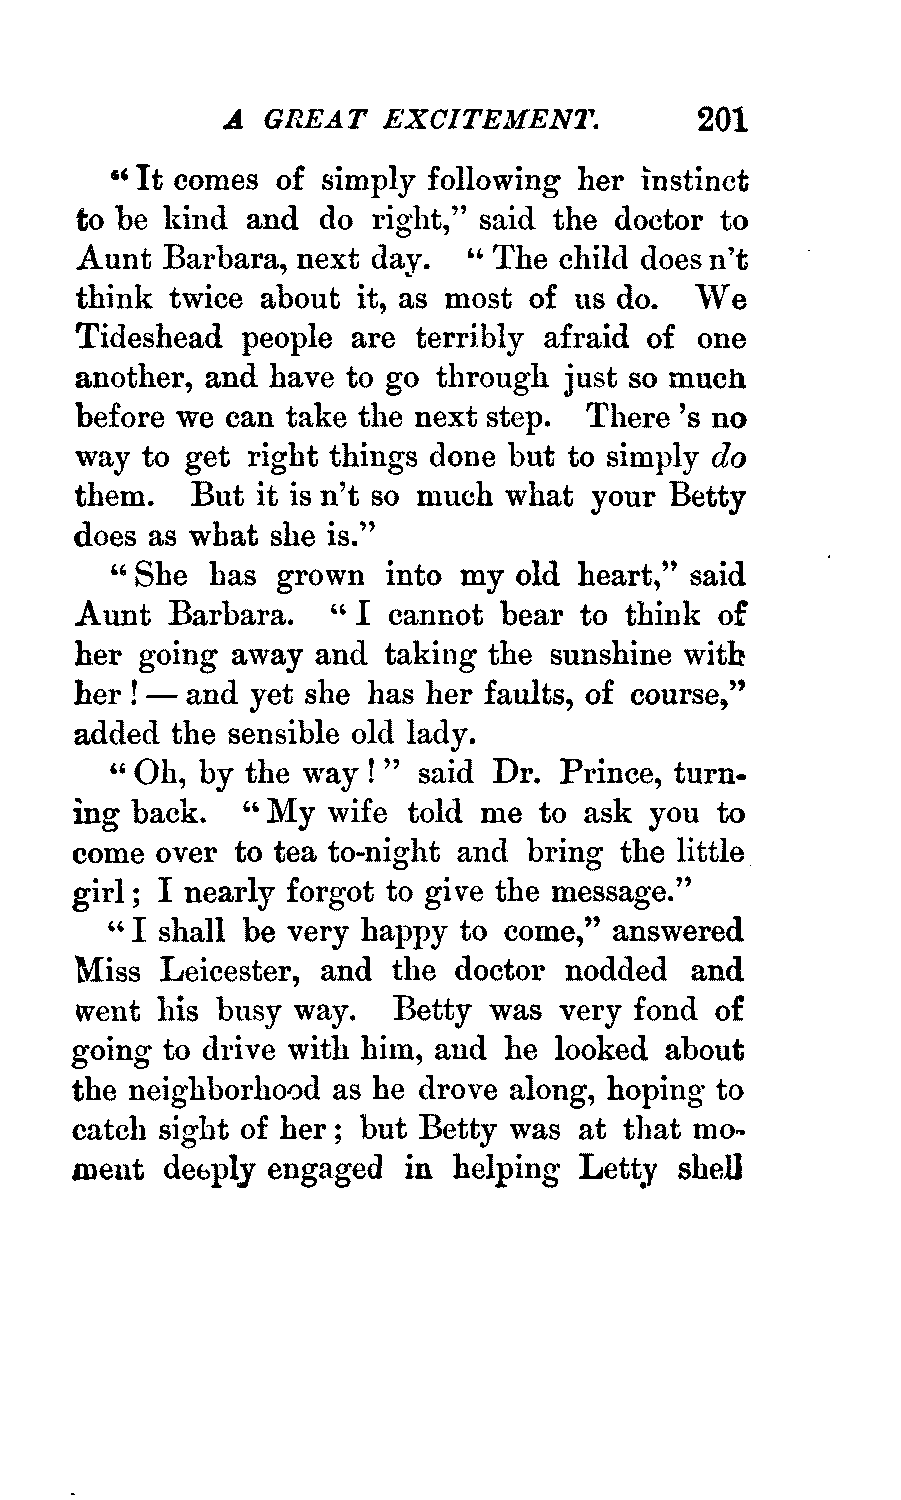 A GREAT EXCITEMENT. 201
“It comes of simply following her instinct
to be kind and do right,” said the doctor to
Aunt Barbara, next day. “The child does n’t
think twice about it, as most of us do. We
Tideshead people are terribly afraid of one
another, and have to go through just so much
before we can take the next step. There ’s no
way to get right things done but to simply do
them. But it is n’t so much what your Betty
does as what she is.”
“She has grown into my old heart,” said
Aunt Barbara. “I cannot bear to think of
her going away and taking the sunshine with
her! — and yet she has her faults, of course,”
added the sensible old lady.
“Oh, by the way!” said Dr. Prince, turn-
ing back. “My wife told me to ask you to
come over to tea to-night and bring the little
girl; I nearly forgot to give the message.”
“I shall be very happy to come,” answered
Miss Leicester, and the doctor nodded and
went his busy way. Betty was very fond of
going to drive with him, and he looked about
the neighborhood as he drove along, hoping to
catch sight of her; but Betty was at that mo-
ment deeply engaged in helping Letty shell